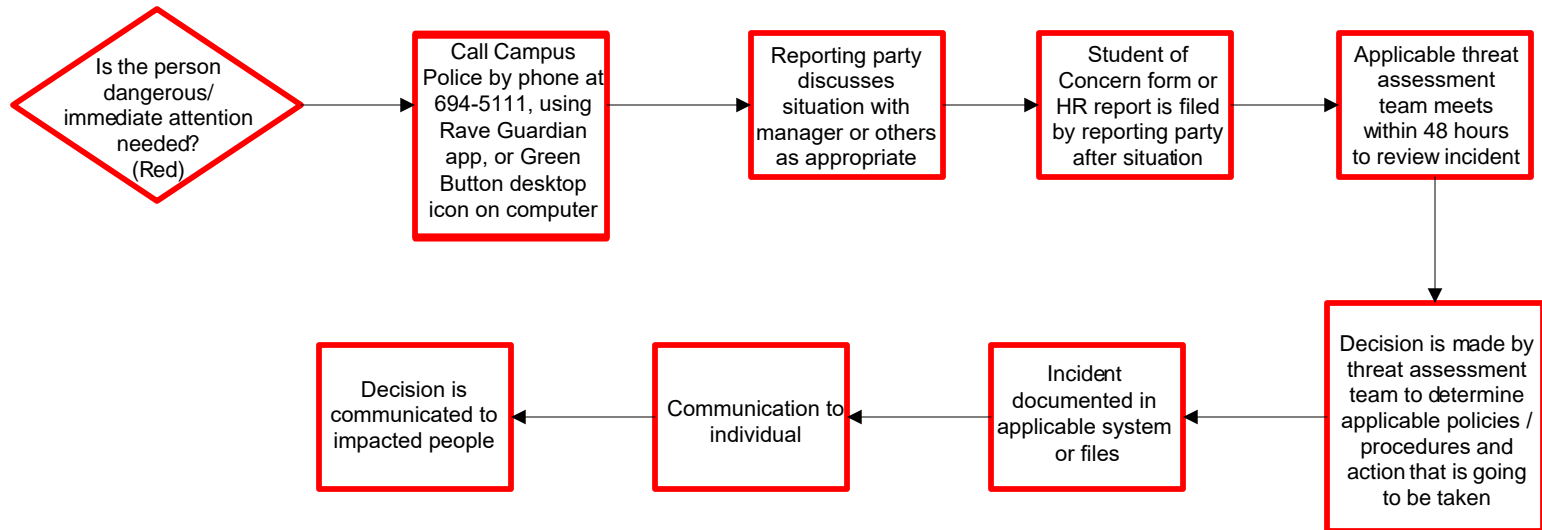 Is the person
dangerous/
immediate attention
needed?
(Red)
Call Campus
Police by phone at
694-5111, using
Rave Guardian
app, or Green
Button desktop
icon on computer
Reporting party
discusses
situation with
manager or others
as appropriate
Student of
Concern form or
HR report is filed
by reporting party
after situation
Applicable threat
assessment
team meets
within 48 hours
to review incident
Decision is made by
threat assessment
team to determine
applicable policies /
procedures and
action that is going
to be taken
Incident
documented in
applicable system
or files
Communication to
individual
Decision is
communicated to
impacted people